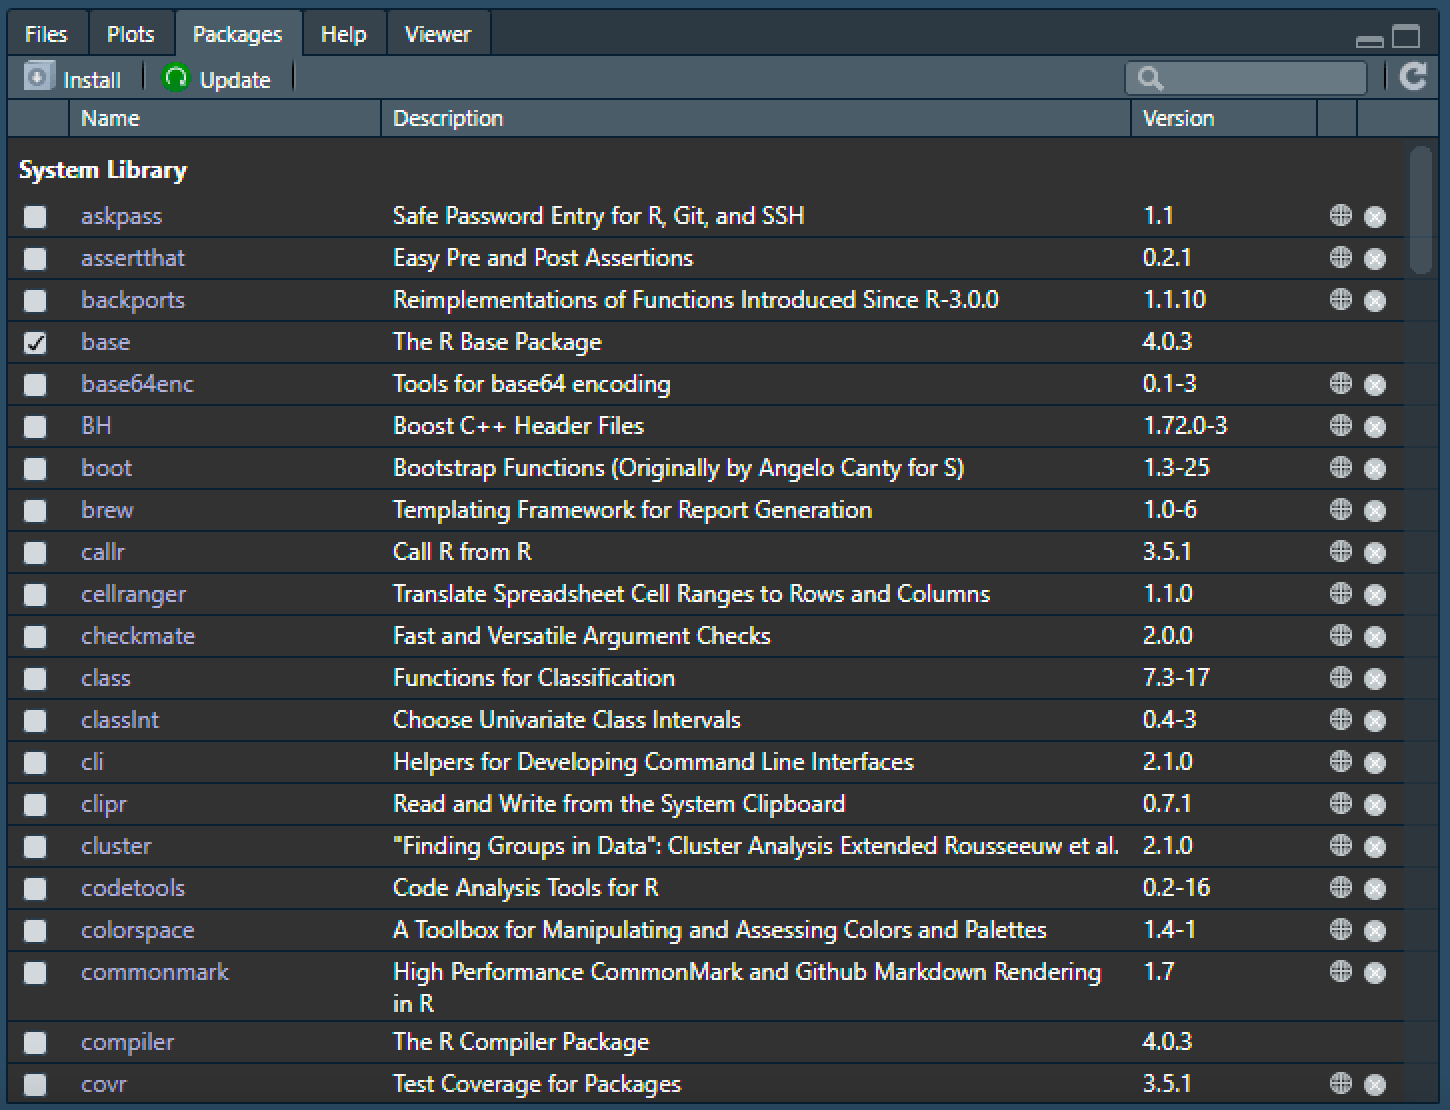 Files Plots Packages Help Viewer
Install Update
Name Description Version
System Library
askpass Safe Password Entry for R, Git, and SSH 1.1
assertthat Easy Pre and Post Assertions 0.2.1
backports Reimplementations of Functions Introduced Since R-3.0.0 1.1.10
base The R Base Package 4.0.3
base64enc Tools for base64 encoding 0.1-3
BH Boost C++ Header Files 1.72.0-3
boot Bootstrap Functions (Originally by Angelo Canty for S) 1.3-25
brew Templating Framework for Report Generation 1.0-6
callr Call R from R 3.5.1
cellranger Translate Spreadsheet Cell Ranges to Rows and Columns 1.1.0
checkmate Fast and Versatile Argument Checks 2.0.0
class Functions for Classification 7.3-17
classInt Choose Univariate Class Intervals 0.4-3
cli Helpers for Developing Command Line Interfaces 2.1.0
clipr Read and Write from the System Clipboard 0.7.1
cluster "Finding Groups in Data": Cluster Analysis Extended Rousseeuw et al. 2.1.0
codetools Code Analysis Tools for R 0.2-16
colorspace A Toolbox for Manipulating and Assessing Colors and Palettes 1.4-1
commonmark High Performance CommonMark and Github Markdown Rendering 1.7
in R
compiler The R Compiler Package 4.0.3
covr Test Coverage for Packages 3.5.1